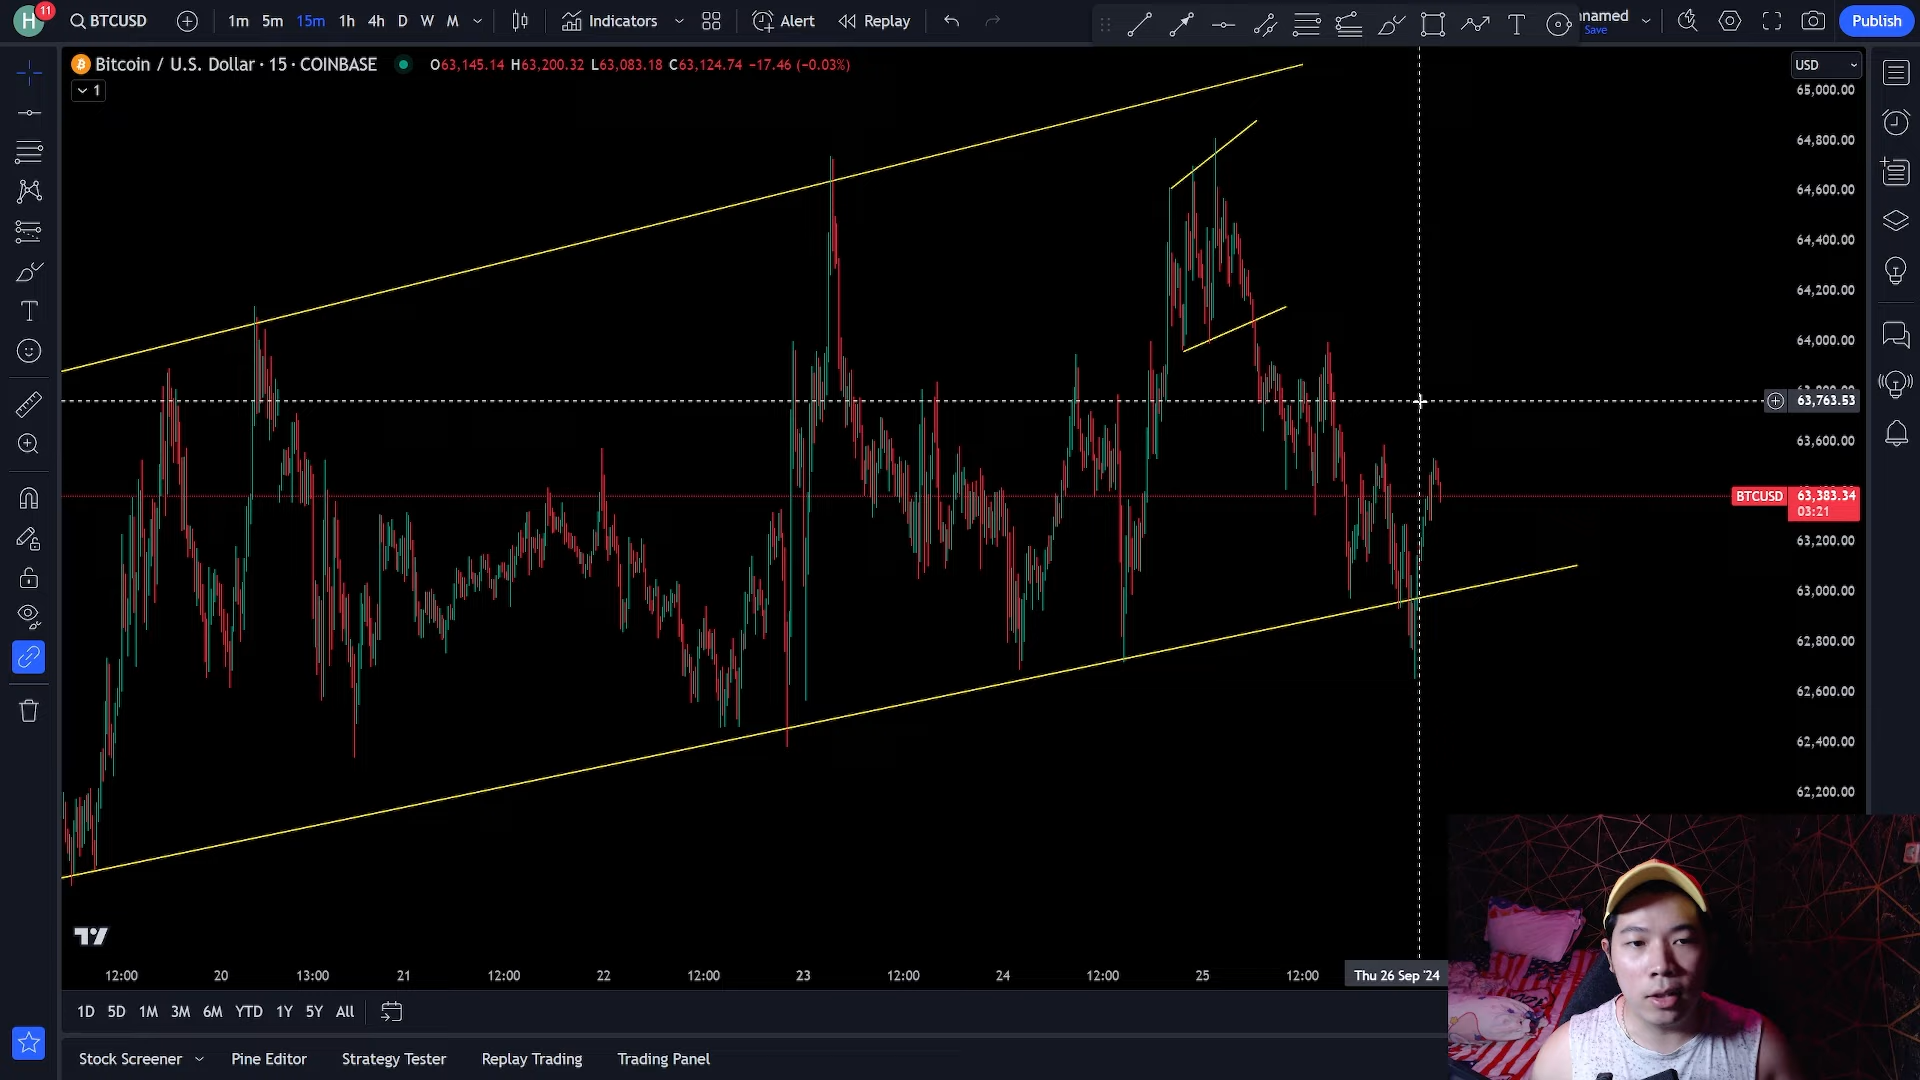 H
11
BTCUSD
1m 5m 15m 1h 4h D W M
Indicators
Alert
Replay
Save
Publish
Bitcoin / U.S. Dollar · 15 · COINBASE
O63,145.14 H63,200.32 L63,083.18 C63,124.74 −17.46 (−0.03%)
1
USD
65,000.00
64,800.00
64,600.00
64,400.00
64,200.00
64,000.00
63,763.53
63,600.00
BTCUSD 63,383.34
03:21
63,200.00
63,000.00
62,800.00
62,600.00
62,400.00
62,200.00
12:00 20 13:00 21 12:00 22 12:00 23 12:00 24 12:00 25 12:00 Thu 26 Sep '24
1D 5D 1M 3M 6M YTD 1Y 5Y All
Stock Screener Pine Editor Strategy Tester Replay Trading Trading Panel